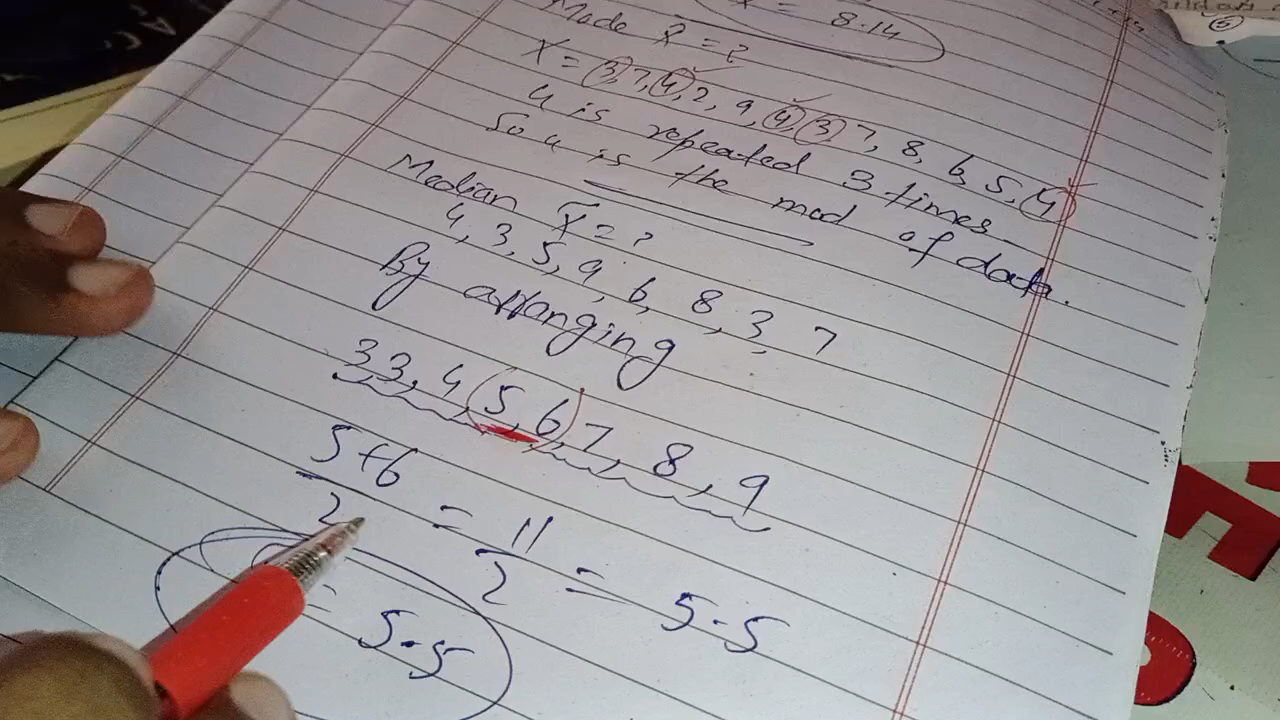 = 8.14
Mode x̂ = ?
X = 3, 7, 4, 2, 9, 4, 3, 7, 8, 6, 5, 4
4 is repeated 3 times
So 4 is the mod of data.
Median x̃ = ?
4, 3, 5, 9, 6, 8, 3, 7
By arranging
3 3, 4, 5, 6, 7, 8, 9
5+6/2 = 11/2 = 5.5
= 5.5